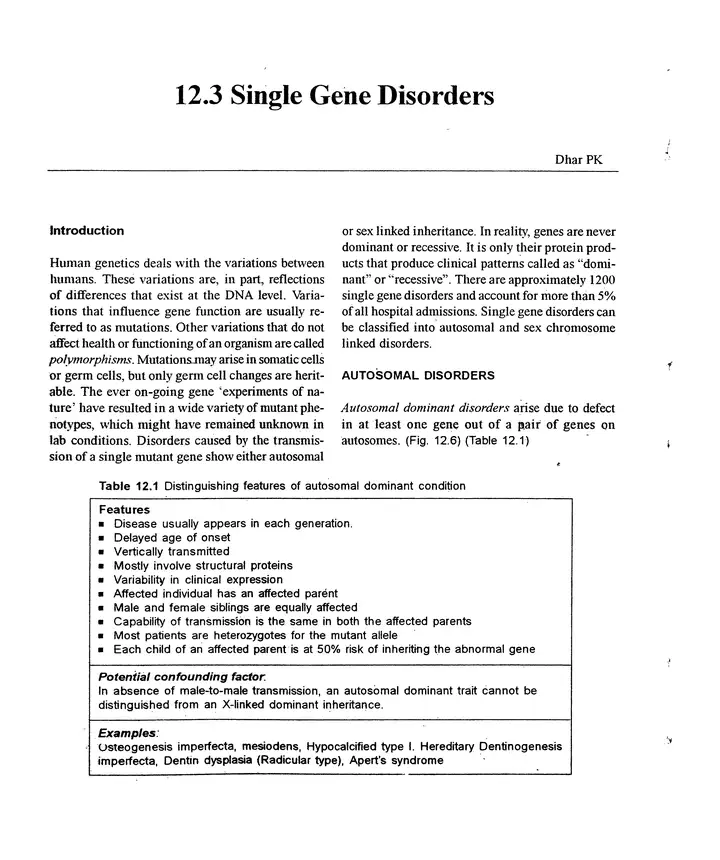 12.3 Single Gene Disorders
Dhar PK
Introduction
Human genetics deals with the variations between
humans. These variations are, in part, reflections
of differences that exist at the DNA level. Varia-
tions that influence gene function are usually re-
ferred to as mutations. Other variations that do not
affect health or functioning of an organism are called
polymorphisms. Mutations may arise in somatic cells
or germ cells, but only germ cell changes are herit-
able. The ever on-going gene ‘experiments of na-
ture’ have resulted in a wide variety of mutant phe-
notypes, which might have remained unknown in
lab conditions. Disorders caused by the transmis-
sion of a single mutant gene show either autosomal
or sex linked inheritance. In reality, genes are never
dominant or recessive. It is only their protein prod-
ucts that produce clinical patterns called as “domi-
nant” or “recessive”. There are approximately 1200
single gene disorders and account for more than 5%
of all hospital admissions. Single gene disorders can
be classified into autosomal and sex chromosome
linked disorders.
AUTOSOMAL DISORDERS
Autosomal dominant disorders arise due to defect
in at least one gene out of a pair of genes on
autosomes. (Fig. 12.6) (Table 12.1)
Table 12.1 Distinguishing features of autosomal dominant condition
Features
■ Disease usually appears in each generation.
■ Delayed age of onset
■ Vertically transmitted
■ Mostly involve structural proteins
■ Variability in clinical expression
■ Affected individual has an affected parent
■ Male and female siblings are equally affected
■ Capability of transmission is the same in both the affected parents
■ Most patients are heterozygotes for the mutant allele
■ Each child of an affected parent is at 50% risk of inheriting the abnormal gene
Potential confounding factor:
In absence of male-to-male transmission, an autosomal dominant trait cannot be
distinguished from an X-linked dominant inheritance.
Examples:
Osteogenesis imperfecta, mesiodens, Hypocalcified type I. Hereditary Dentinogenesis
imperfecta, Dentin dysplasia (Radicular type), Apert's syndrome